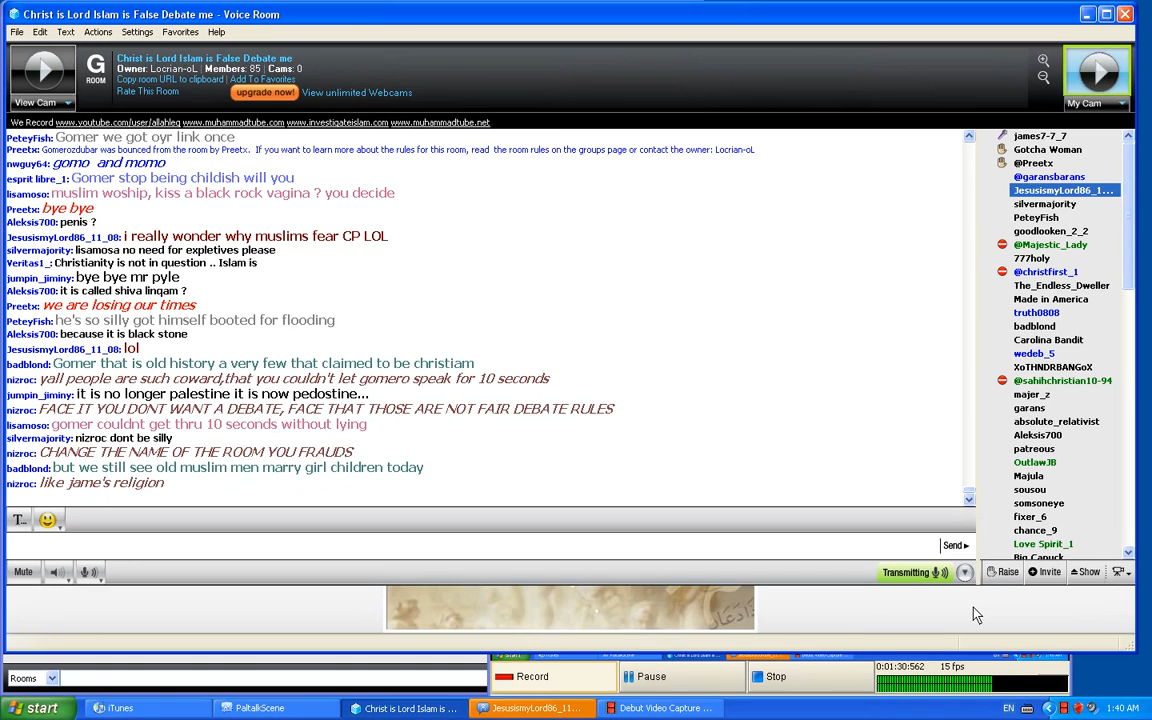 Christ is Lord Islam is False Debate me - Voice Room
File Edit Text Actions Settings Favorites Help
View Cam
G ROOM
Christ is Lord Islam is False Debate me
Owner: Locrian-oL | Members: 85 | Cams: 0
Copy room URL to clipboard | Add To Favorites
Rate This Room upgrade now! View unlimited Webcams
My Cam
We Record www.youtube.com/user/allahleg www.muhammadtube.com www.investigateislam.com www.muhammadtube.net
PeteyFish: Gomer we got oyr link once
Preetx: Gomerozdubar was bounced from the room by Preetx. If you want to learn more about the rules for this room, read the room rules on the groups page or contact the owner: Locrian-oL
nwguy64: gomo and momo
esprit libre_1: Gomer stop being childish will you
lisamoso: muslim woship, kiss a black rock vagina ? you decide
Preetx: bye bye
Aleksis700: penis ?
JesusismyLord86_11_08: i really wonder why muslims fear CP LOL
silvermajority: lisamosa no need for expletives please
Veritas1_: Christianity is not in question .. Islam is
jumpin_jiminy: bye bye mr pyle
Aleksis700: it is called shiva linqam ?
Preetx: we are losing our times
PeteyFish: he's so silly got himself booted for flooding
Aleksis700: because it is black stone
JesusismyLord86_11_08: lol
badblond: Gomer that is old history a very few that claimed to be christiam
nizroc: yall people are such coward,that you couldn't let gomero speak for 10 seconds
jumpin_jiminy: it is no longer palestine it is now pedostine...
nizroc: FACE IT YOU DONT WANT A DEBATE, FACE THAT THOSE ARE NOT FAIR DEBATE RULES
lisamoso: gomer couldnt get thru 10 seconds without lying
silvermajority: nizroc dont be silly
nizroc: CHANGE THE NAME OF THE ROOM YOU FRAUDS
badblond: but we still see old muslim men marry girl children today
nizroc: like jame's religion
james7-7_7
Gotcha Woman
@Preetx
@garansbarans
JesusismyLord86_1...
silvermajority
PeteyFish
goodlooken_2_2
@Majestic_Lady
777holy
@christfirst_1
The_Endless_Dweller
Made in America
truth0808
badblond
Carolina Bandit
wedeb_5
XoTHNDRBANGoX
@sahihchristian10-94
majer_z
garans
absolute_relativist
Aleksis700
patreous
OutlawJB
Majula
sousou
somsoneye
fixer_6
chance_9
Love Spirit_1
Big Capuck
T...
Send
Mute Transmitting Raise Invite Show
Rooms
Record Pause Stop 0:01:30:562 15 fps
start iTunes PaltalkScene Christ is Lord Islam is ... JesusismyLord86_11... Debut Video Capture ... EN 1:40 AM